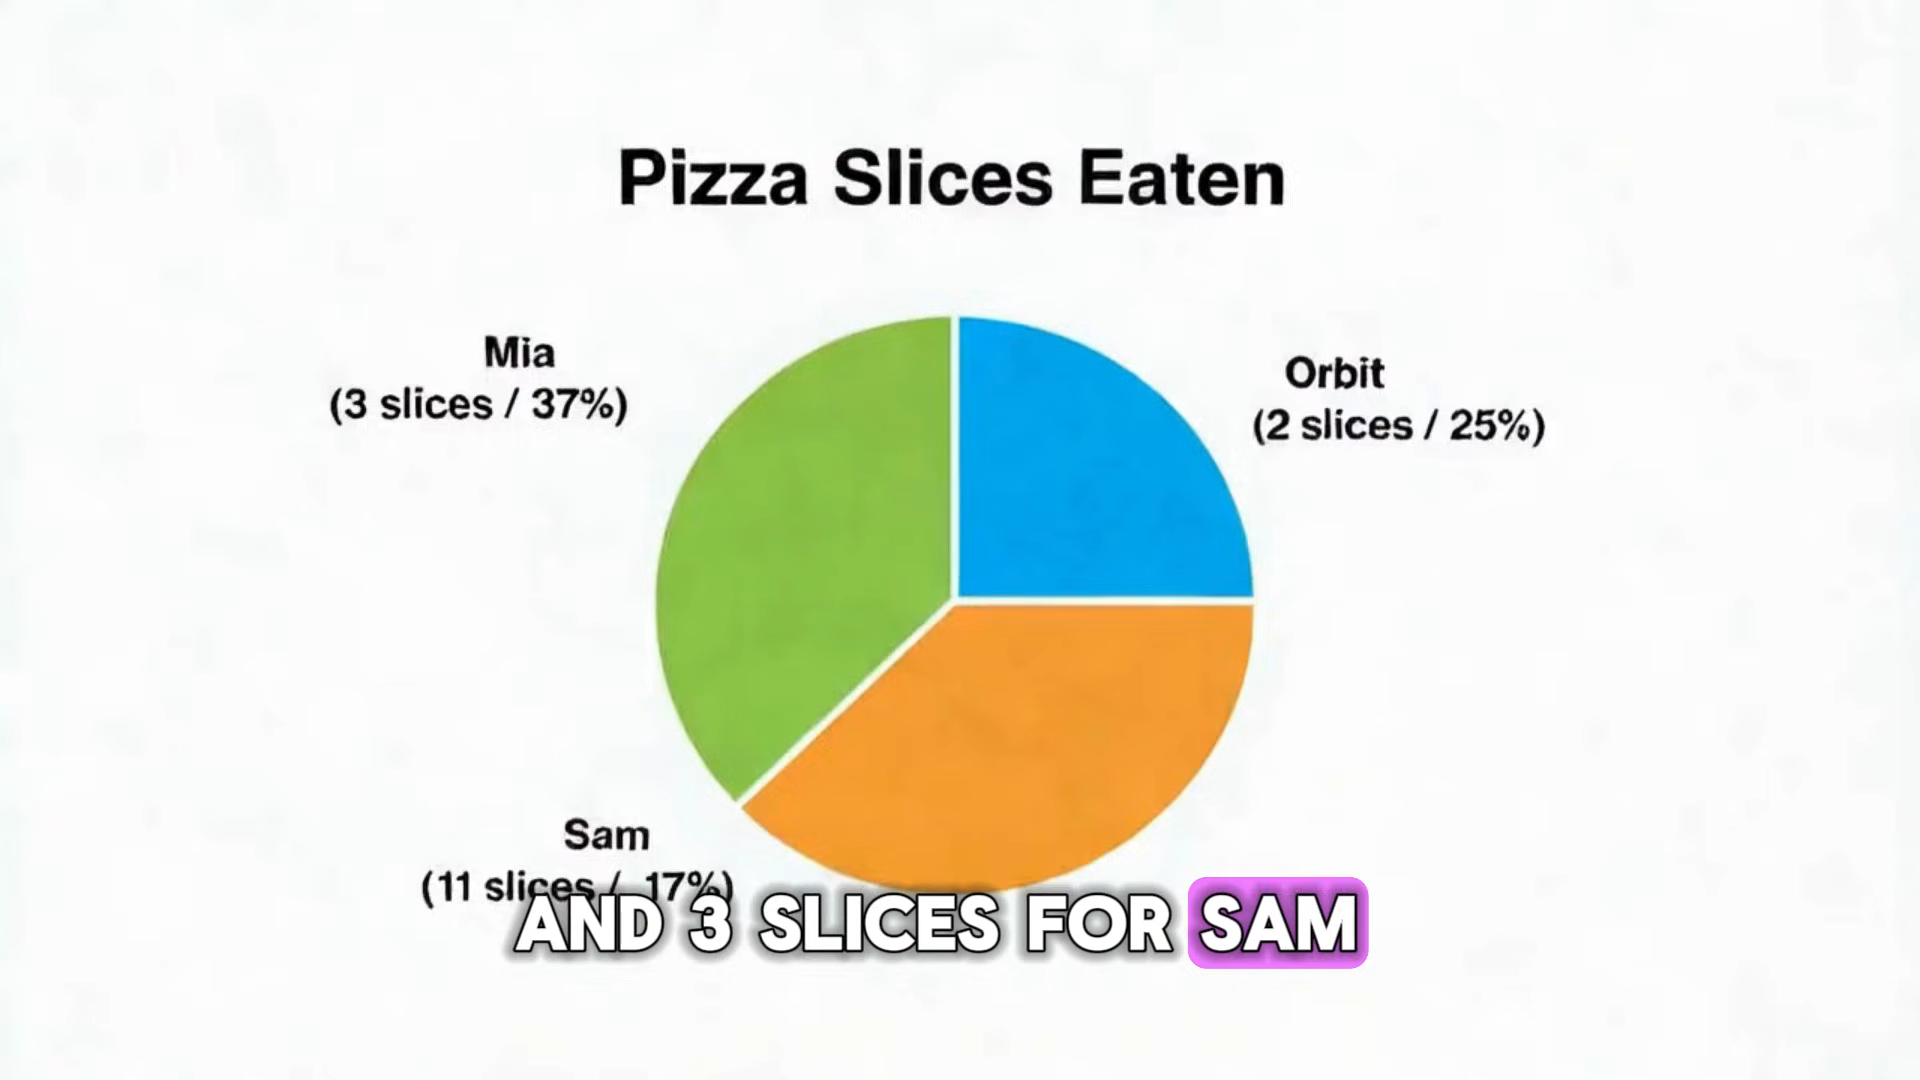 Pizza Slices Eaten
Mia
(3 slices / 37%)
Orbit
(2 slices / 25%)
Sam
(11 slices / 17%)
AND 3 SLICES FOR SAM